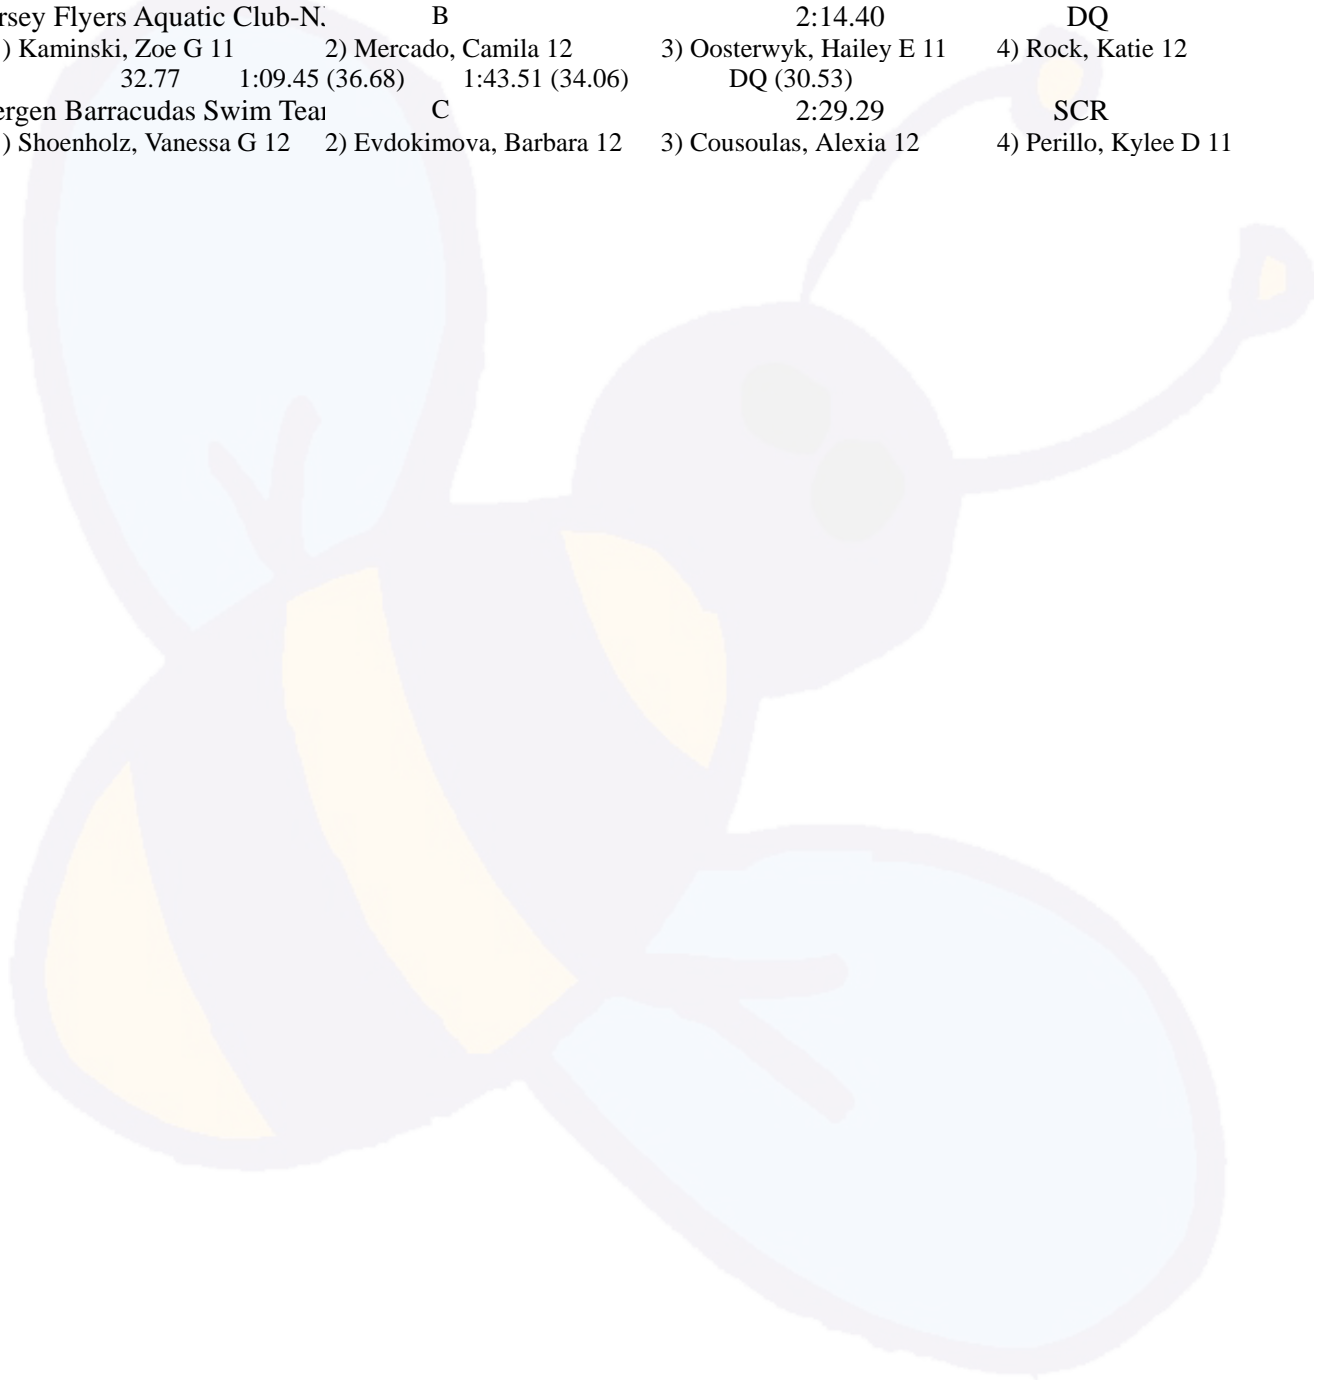 rsey Flyers Aquatic Club-N. B 2:14.40 DQ
) Kaminski, Zoe G 11 2) Mercado, Camila 12 3) Oosterwyk, Hailey E 11 4) Rock, Katie 12
32.77 1:09.45 (36.68) 1:43.51 (34.06) DQ (30.53)
ergen Barracudas Swim Tear C 2:29.29 SCR
) Shoenholz, Vanessa G 12 2) Evdokimova, Barbara 12 3) Cousoulas, Alexia 12 4) Perillo, Kylee D 11